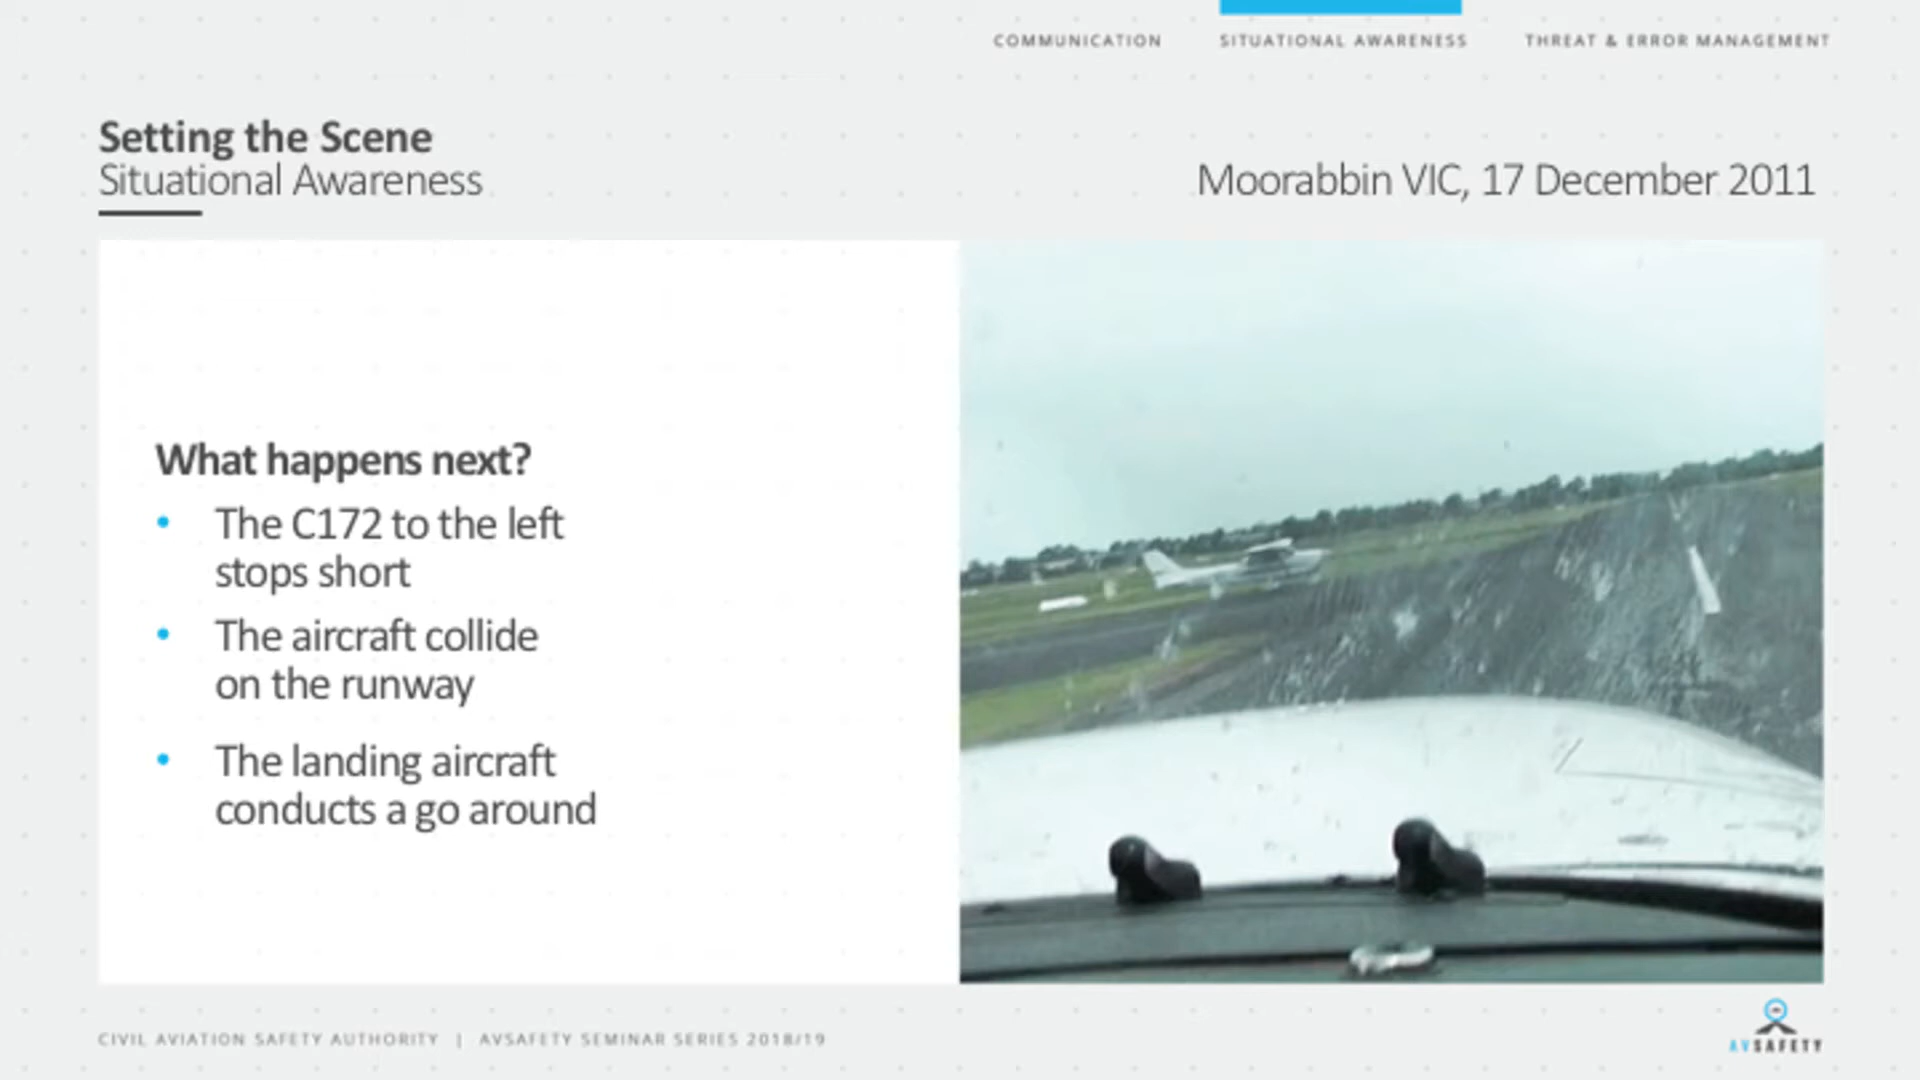 COMMUNICATION SITUATIONAL AWARENESS THREAT & ERROR MANAGEMENT
Setting the Scene
Situational Awareness
Moorabbin VIC, 17 December 2011
What happens next?
• The C172 to the left
stops short
• The aircraft collide
on the runway
• The landing aircraft
conducts a go around
CIVIL AVIATION SAFETY AUTHORITY | AVSAFETY SEMINAR SERIES 2018/19
AVSAFETY